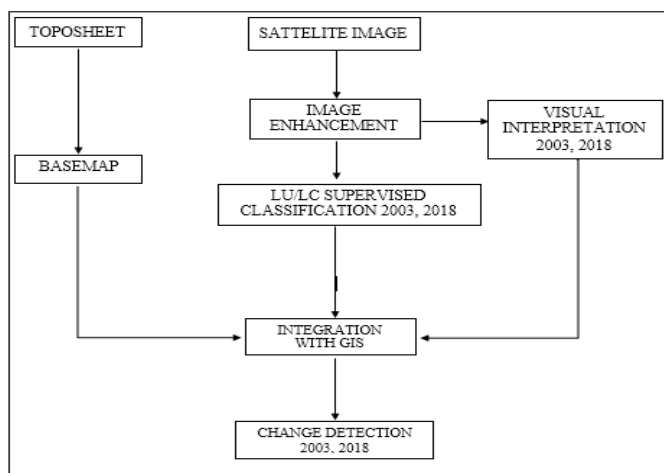 TOPOSHEET
SATTELITE IMAGE
IMAGE
ENHANCEMENT
VISUAL
INTERPRETATION
2003, 2018
BASEMAP
LU/LC SUPERVISED
CLASSIFICATION 2003, 2018
INTEGRATION
WITH GIS
CHANGE DETECTION
2003, 2018